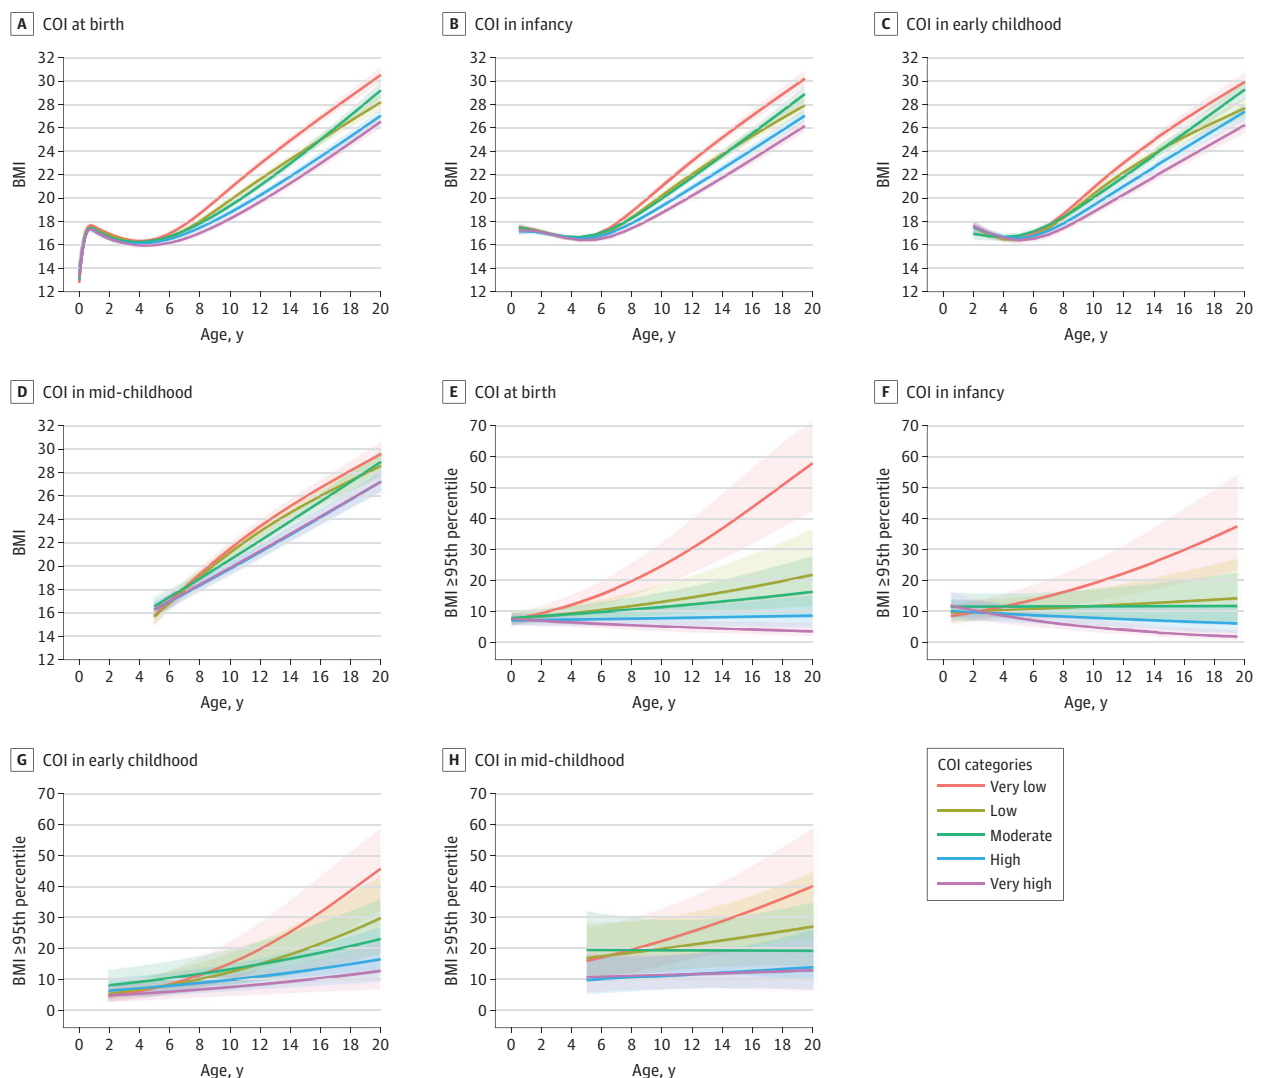 A COI at birth
32
30
28
26
24
22
20
18
16
14
12
BMI
0 2 4 6 8 10 12 14 16 18 20
Age, y
B COI in infancy
32
30
28
26
24
22
20
18
16
14
12
BMI
0 2 4 6 8 10 12 14 16 18 20
Age, y
C COI in early childhood
32
30
28
26
24
22
20
18
16
14
12
BMI
0 2 4 6 8 10 12 14 16 18 20
Age, y
D COI in mid-childhood
32
30
28
26
24
22
20
18
16
14
12
BMI
0 2 4 6 8 10 12 14 16 18 20
Age, y
E COI at birth
70
60
50
40
30
20
10
0
BMI ≥95th percentile
0 2 4 6 8 10 12 14 16 18 20
Age, y
F COI in infancy
70
60
50
40
30
20
10
0
BMI ≥95th percentile
0 2 4 6 8 10 12 14 16 18 20
Age, y
G COI in early childhood
70
60
50
40
30
20
10
0
BMI ≥95th percentile
0 2 4 6 8 10 12 14 16 18 20
Age, y
H COI in mid-childhood
70
60
50
40
30
20
10
0
BMI ≥95th percentile
0 2 4 6 8 10 12 14 16 18 20
Age, y
COI categories
Very low
Low
Moderate
High
Very high